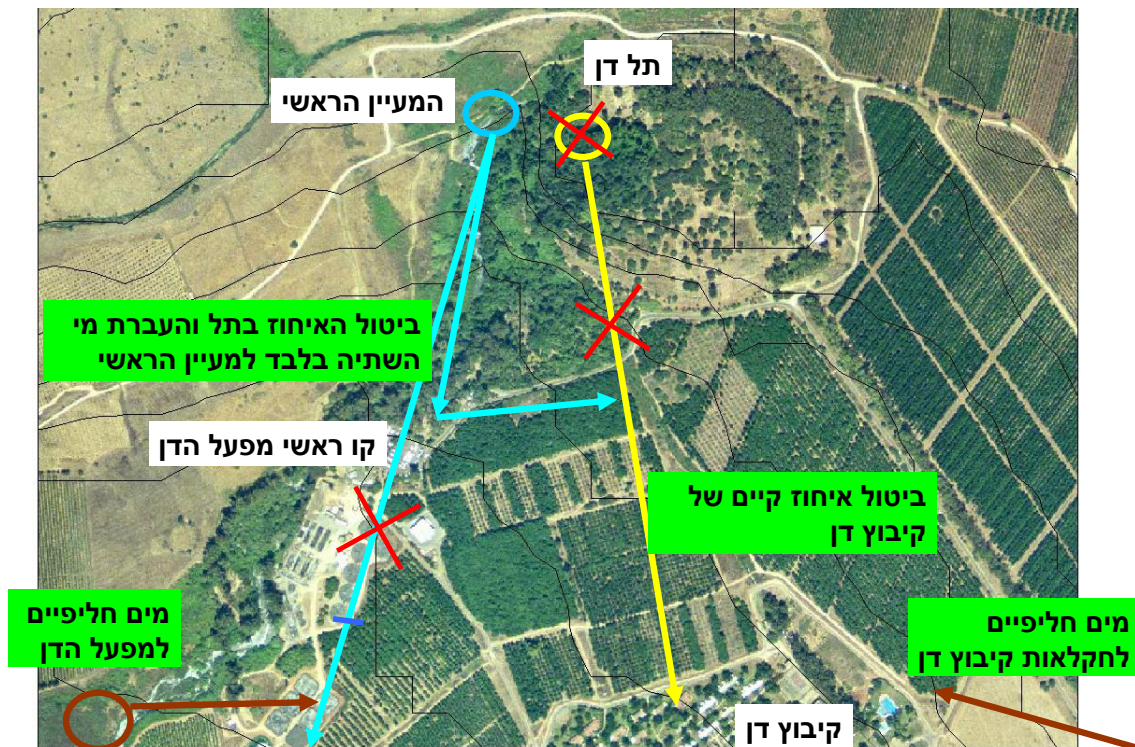 תל דן
המעיין הראשי
ביטול האיחוז בתל והעברת מי
השתיה בלבד למעיין הראשי
קו ראשי מפעל הדן
ביטול איחוז קיים של
קיבוץ דן
מים חליפיים
למפעל הדן
מים חליפיים
לחקלאות קיבוץ דן
קיבוץ דן